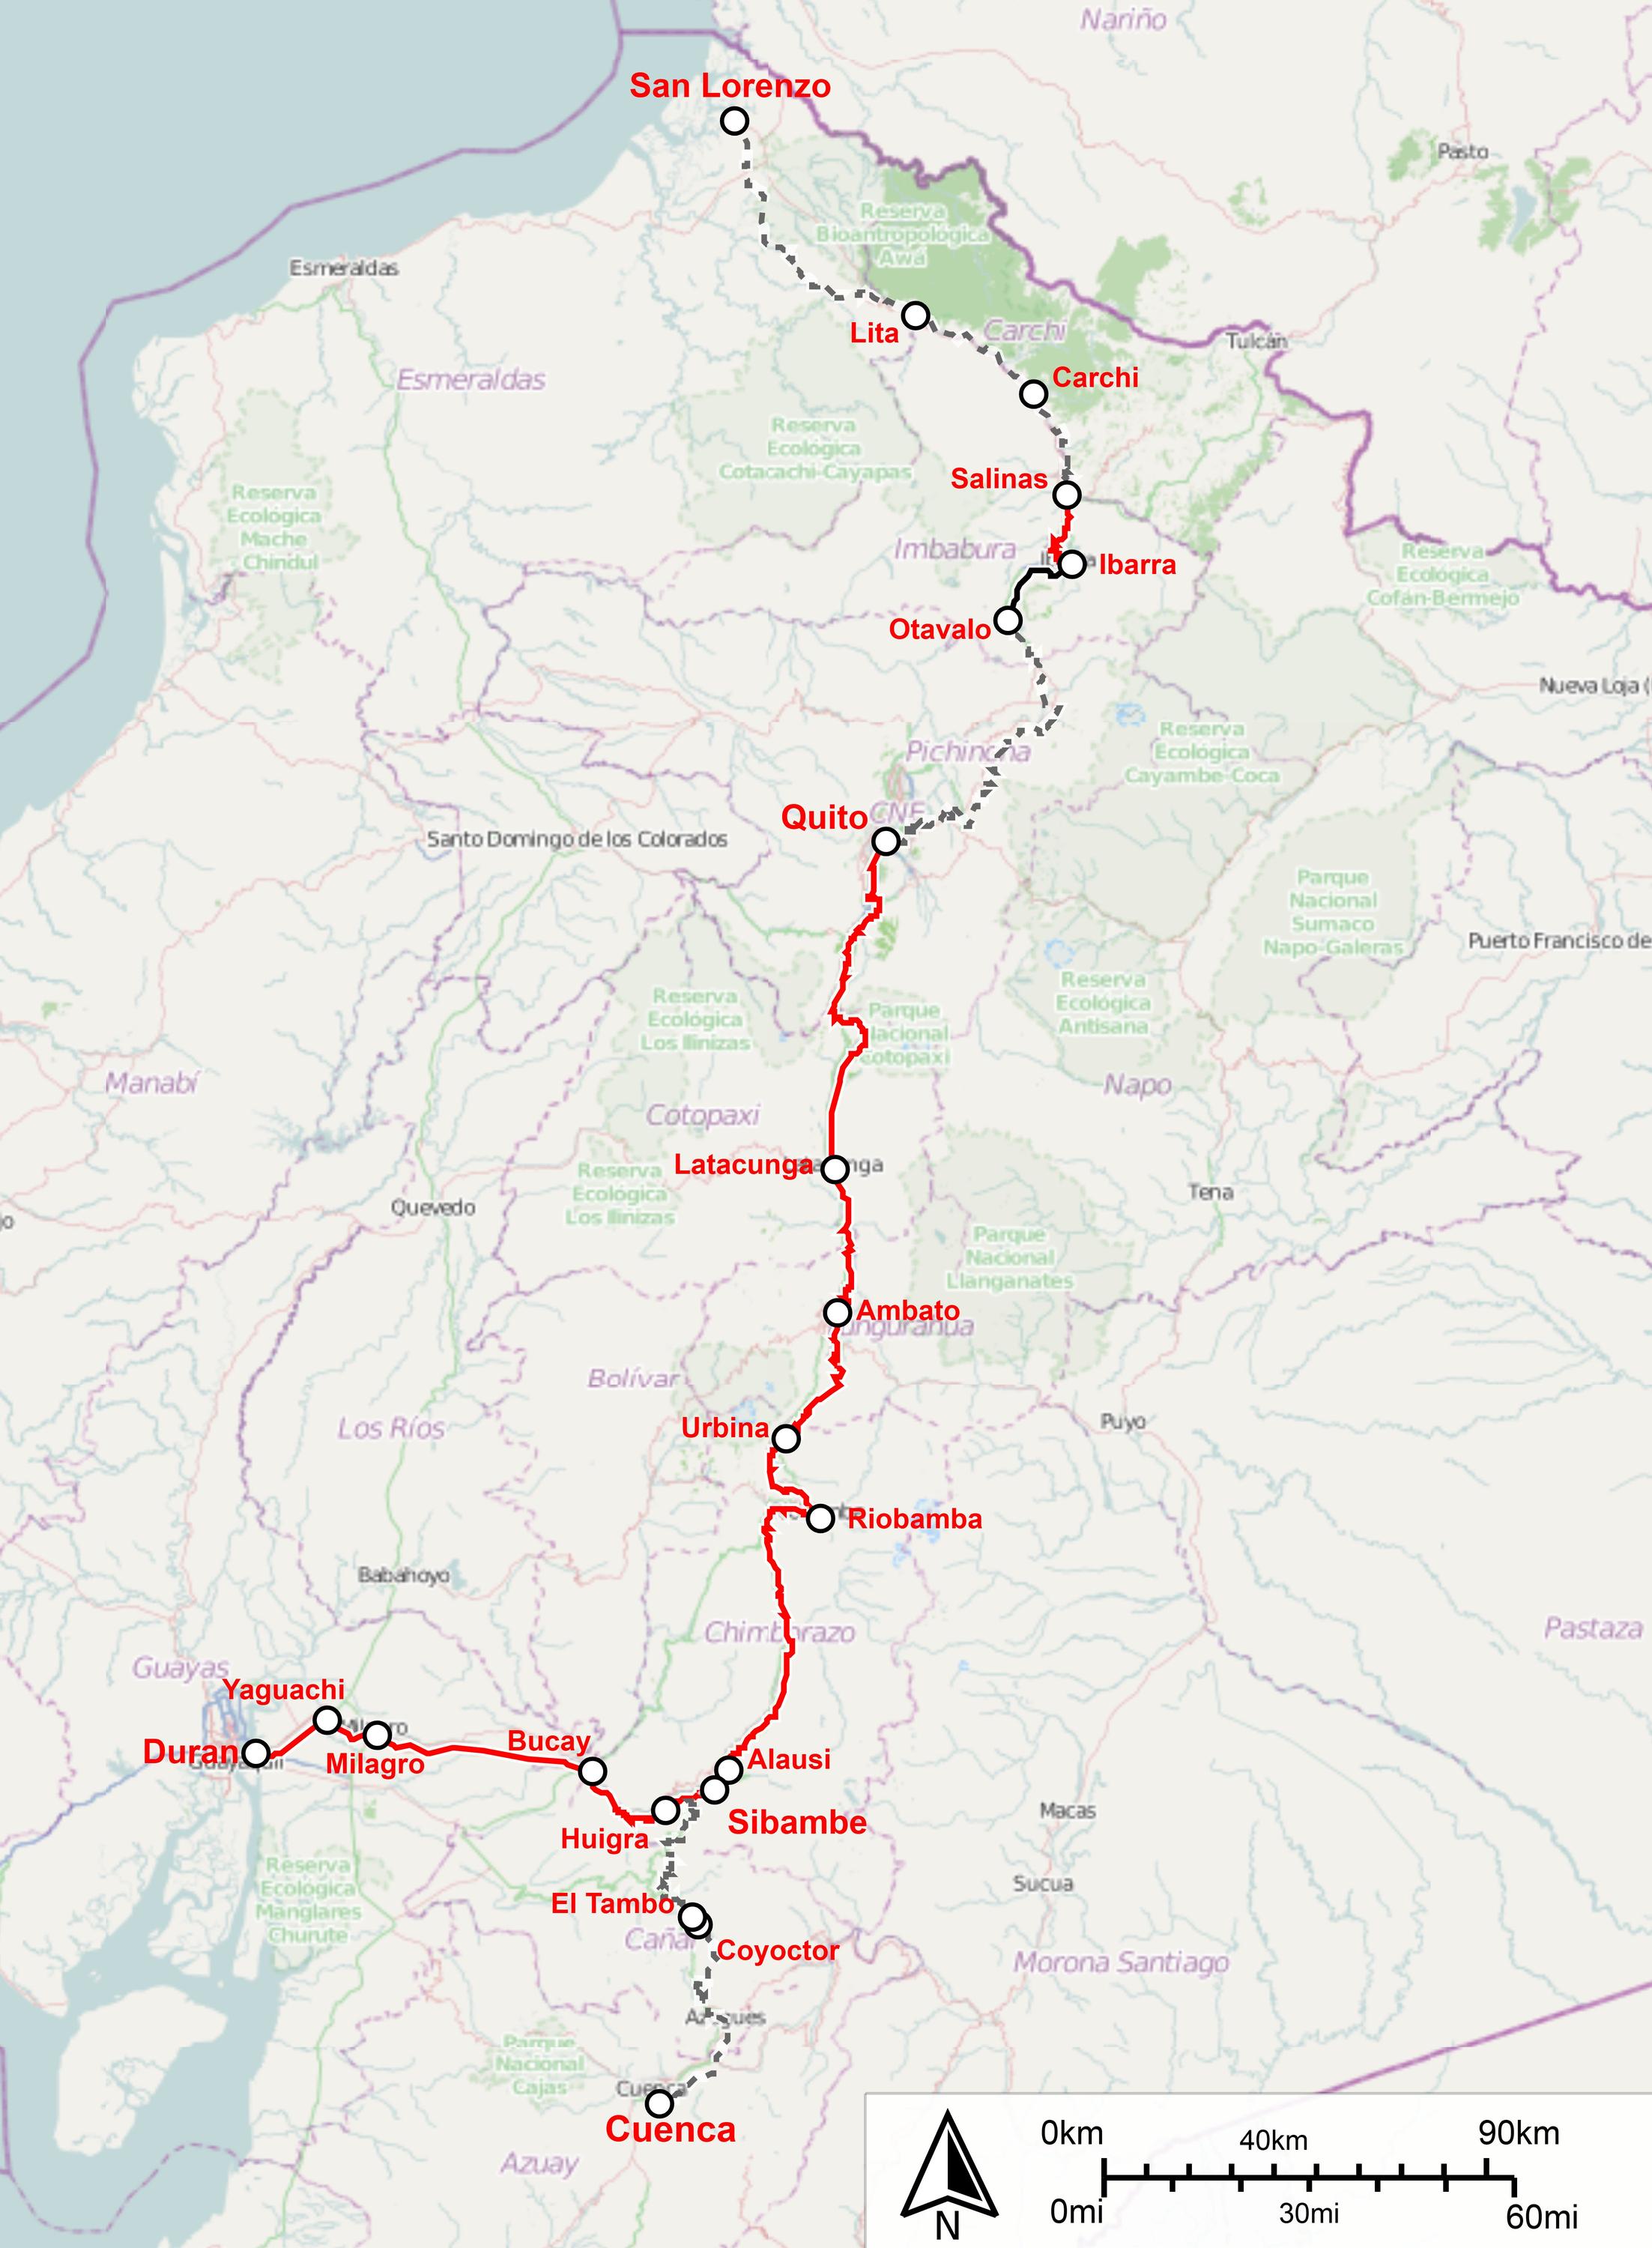 Nariño
San Lorenzo
Pasto
Reserva
Bioantropológica
Awá
Esmeraldas
Lita
Carchi
Tulcán
Carchi
Esmeraldas
Reserva
Ecológica
Cotacachi-Cayapas
Salinas
Reserva
Ecológica
Mache
Chindul
Imbabura
Ibarra
Reserva
Ecológica
Cofán-Bermejo
Otavalo
Nueva Loja (
Pichincha
Reserva
Ecológica
Cayambe-Coca
Quito
CNE
Santo Domingo de los Colorados
Parque
Nacional
Sumaco
Napo-Galeras
Puerto Francisco de
Reserva
Ecológica
Antisana
Reserva
Ecológica
Los Ilinizas
Parque
Nacional
Cotopaxi
Manabí
Napo
Cotopaxi
Latacunga
Reserva
Ecológica
Los Ilinizas
Tena
Quevedo
jo
Parque
Nacional
Llanganates
Ambato
Bolívar
Urbina
Puyo
Los Ríos
Riobamba
Babahoyo
Chimborazo
Pastaza
Guayas
Yaguachi
Duran
Milagro
Bucay
Alausi
Sibambe
Huigra
Macas
Reserva
Ecológica
Manglares
Churute
Sucua
El Tambo
Cañar
Coyoctor
Morona Santiago
Azogues
Parque
Nacional
Cajas
Cuenca
Cuenca
Azuay
0km
40km
90km
0mi
30mi
60mi
N